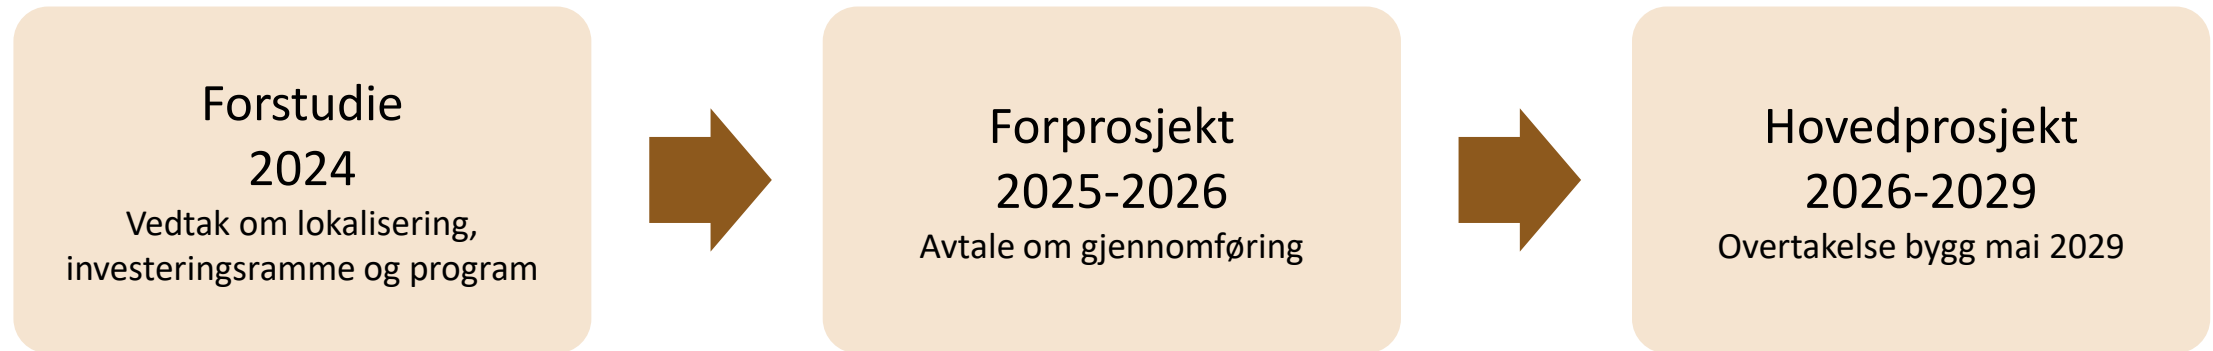 Forstudie
2024
Vedtak om lokalisering,
investeringsramme og program
Forprosjekt
2025-2026
Avtale om gjennomføring
Hovedprosjekt
2026-2029
Overtakelse bygg mai 2029